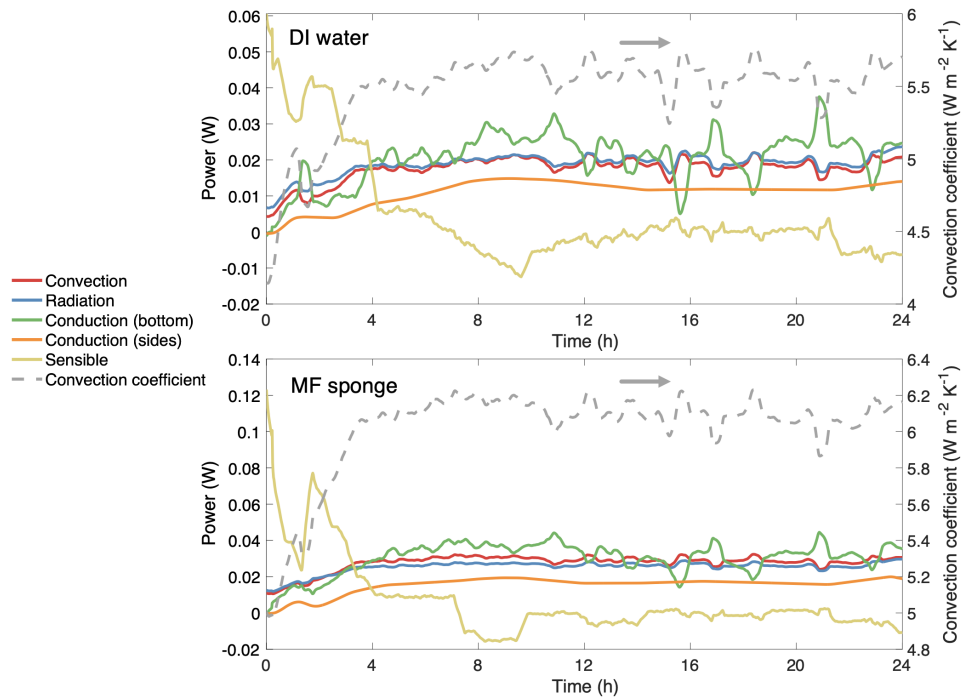 DI water
0.06
0.05
0.04
0.03
0.02
0.01
0
-0.01
-0.02
Power (W)
6
5.5
5
4.5
4
Convection coefficient (W m⁻² K⁻¹)
0 4 8 12 16 20 24
Time (h)
Convection
Radiation
Conduction (bottom)
Conduction (sides)
Sensible
Convection coefficient
MF sponge
0.14
0.12
0.1
0.08
0.06
0.04
0.02
0
-0.02
Power (W)
6.4
6.2
6
5.8
5.6
5.4
5.2
5
4.8
Convection coefficient (W m⁻² K⁻¹)
0 4 8 12 16 20 24
Time (h)